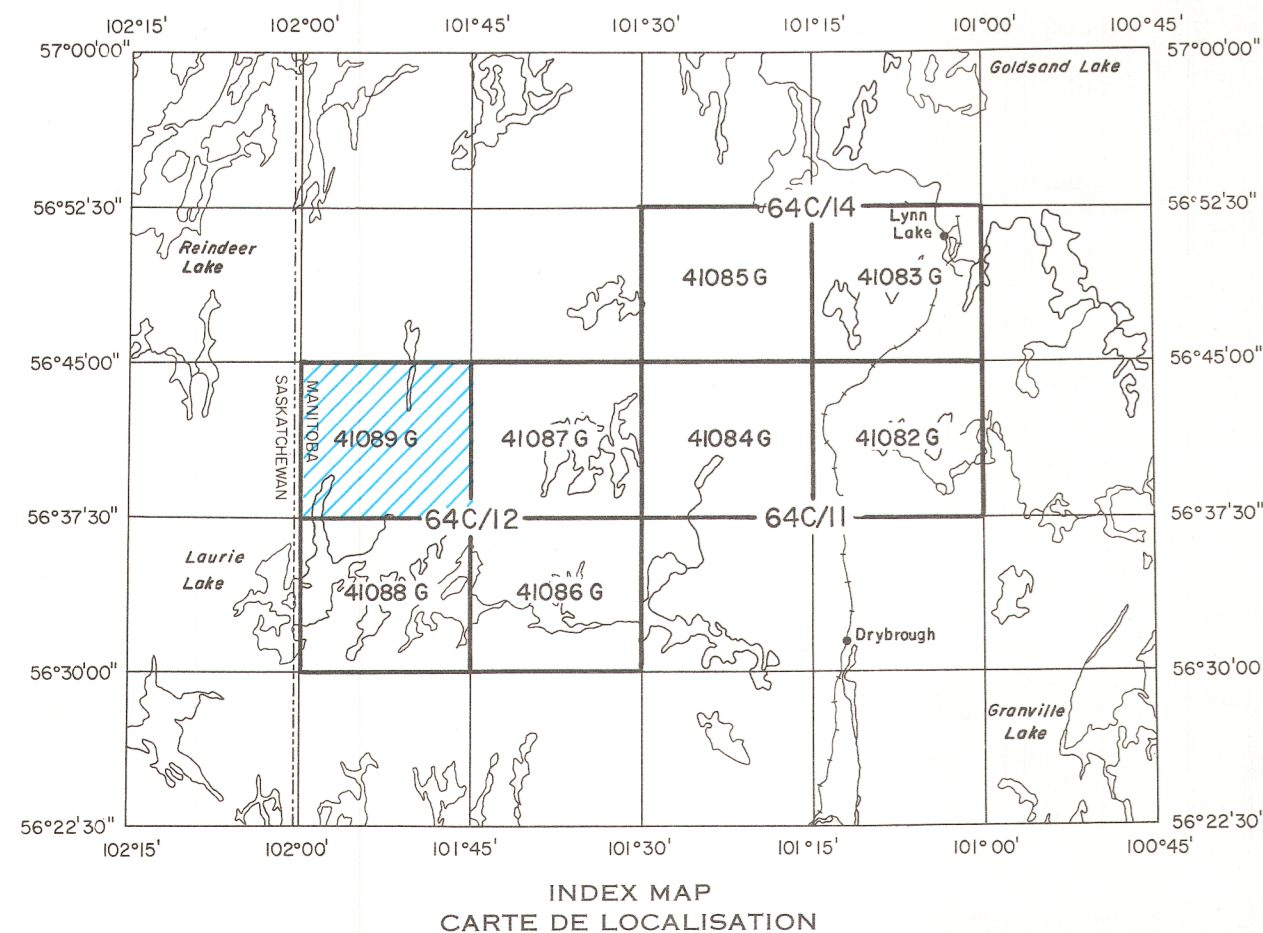 102°15' 102°00' 101°45' 101°30' 101°15' 101°00' 100°45'
57°00'00" 57°00'00"
Goldsand Lake
56°52'30" 56°52'30"
64C/14
Lynn
Lake
Reindeer
Lake
41085 G 41083 G
56°45'00" 56°45'00"
SASKATCHEWAN
MANITOBA
41089 G 41087 G 41084 G 41082 G
56°37'30" 56°37'30"
64C/12 64C/11
Laurie
Lake
41088 G 41086 G
Drybrough
56°30'00" 56°30'00
Granville
Lake
56°22'30" 56°22'30"
102°15' 102°00' 101°45' 101°30' 101°15' 101°00' 100°45'
INDEX MAP
CARTE DE LOCALISATION